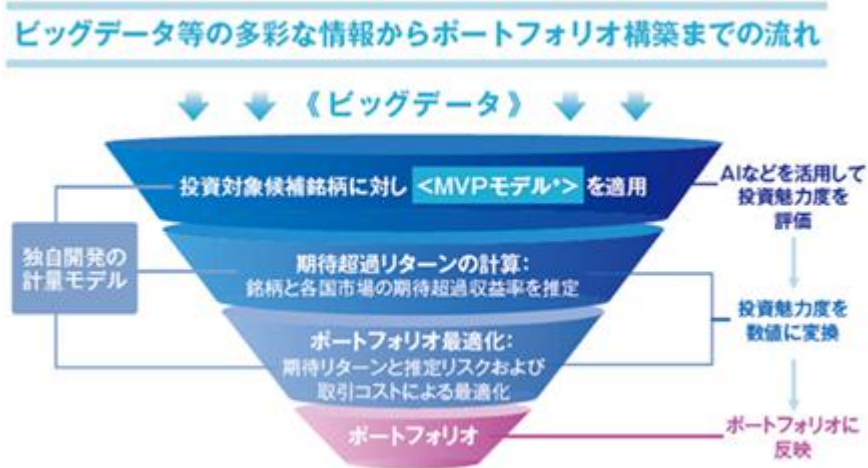 ビッグデータ等の多彩な情報からポートフォリオ構築までの流れ
《ビッグデータ》
投資対象候補銘柄に対し <MVPモデル*> を適用
AIなどを活用して
投資魅力度を
評価
独自開発の
計量モデル
期待超過リターンの計算:
銘柄と各国市場の期待超過収益率を推定
投資魅力度を
数値に変換
ポートフォリオ最適化:
期待リターンと推定リスクおよび
取引コストによる最適化
ポートフォリオ
ポートフォリオに
反映